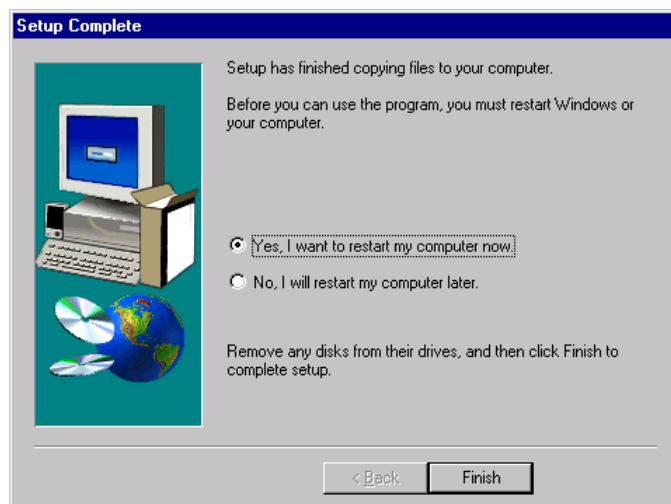 Setup Complete
Setup has finished copying files to your computer.
Before you can use the program, you must restart Windows or
your computer.
Yes, I want to restart my computer now.
No, I will restart my computer later.
Remove any disks from their drives, and then click Finish to
complete setup.
< Back
Finish